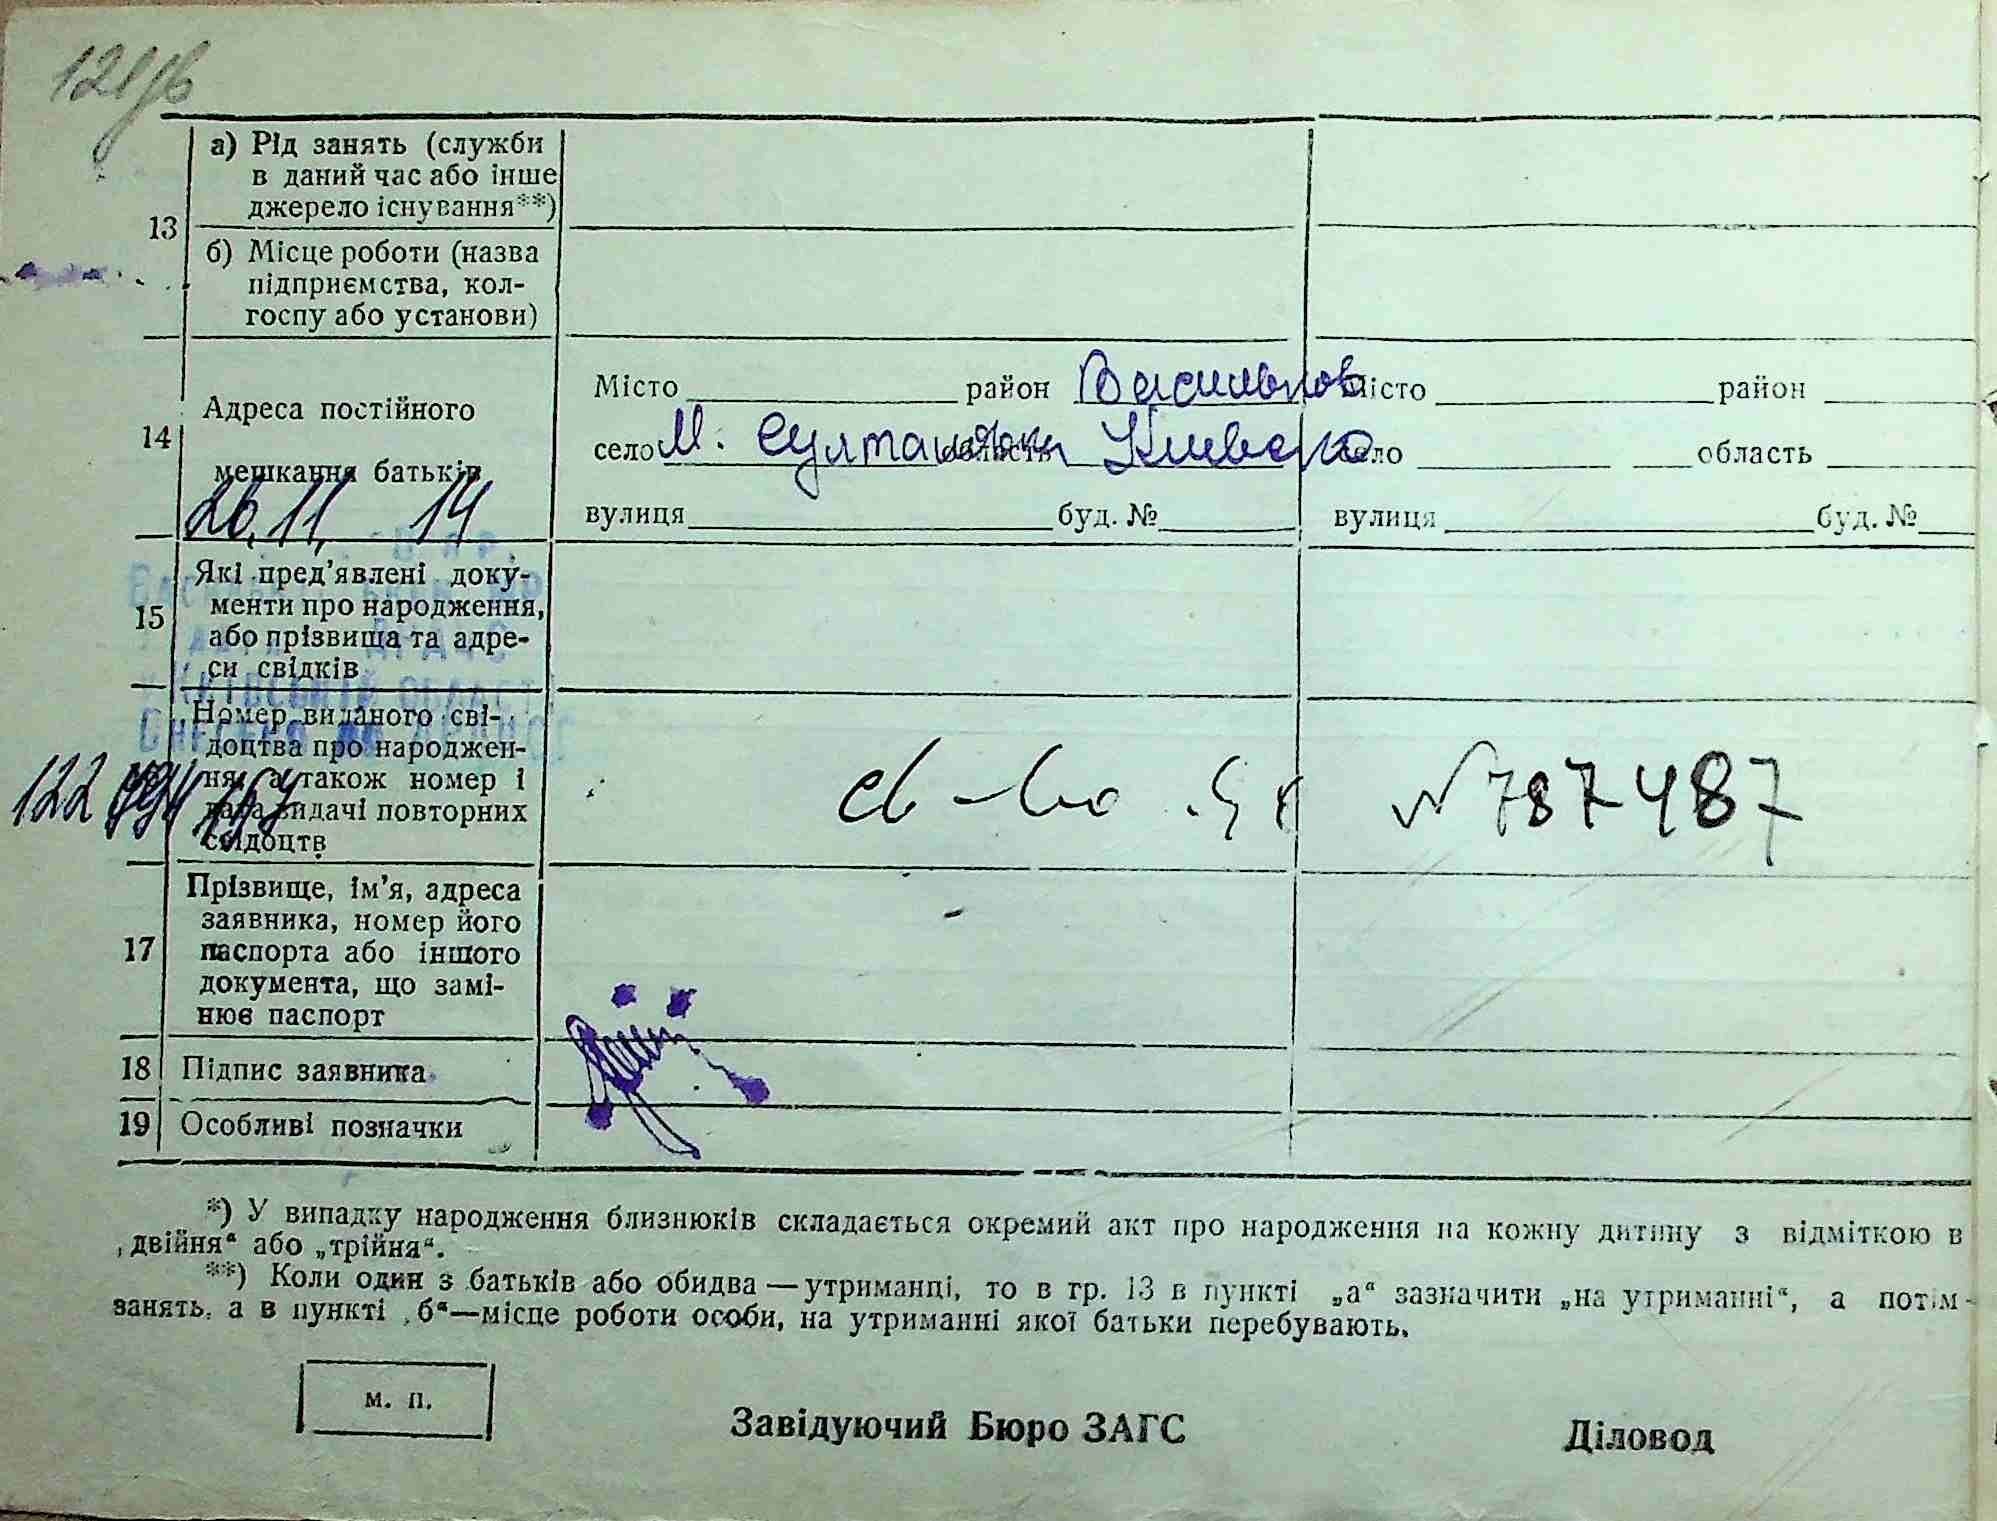 121
13
а) Рід занять (служби
в даний час або інше
джерело існування**)
б) Місце роботи (назва
підприємства, кол-
госпу або установи)
14
Адреса постійного
мешкання батьків
Місто район Васильков
село М. Султановка область Киевска
вулиця буд. №
Місто район
село область
вулиця буд. №
26.11. 14
15
Які пред'явлені доку-
менти про народження,
або прізвища та адре-
си свідків
Номер виданого сві-
доцтва про народжен-
ня, а також номер і
дата видачі повторних
свідоцтв
122
св-во № 787487
17
Прізвище, ім'я, адреса
заявника, номер його
паспорта або іншого
документа, що замі-
нює паспорт
18 Підпис заявника
19 Особливі позначки
*) У випадку народження близнюків складається окремий акт про народження на кожну дитину з відміткою в
„двійня“ або „трійня“.
**) Коли один з батьків або обидва — утриманці, то в гр. 13 в пункті „а“ зазначити „на утриманні“, а потім
занять, а в пункті „б“—місце роботи особи, на утриманні якої батьки перебувають.
м. п.
Завідуючий Бюро ЗАГС
Діловод